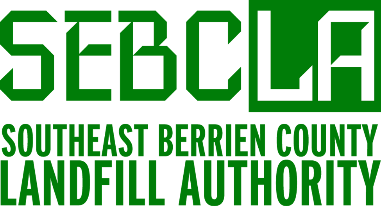 SEBCLA
SOUTHEAST BERRIEN COUNTY
LANDFILL AUTHORITY